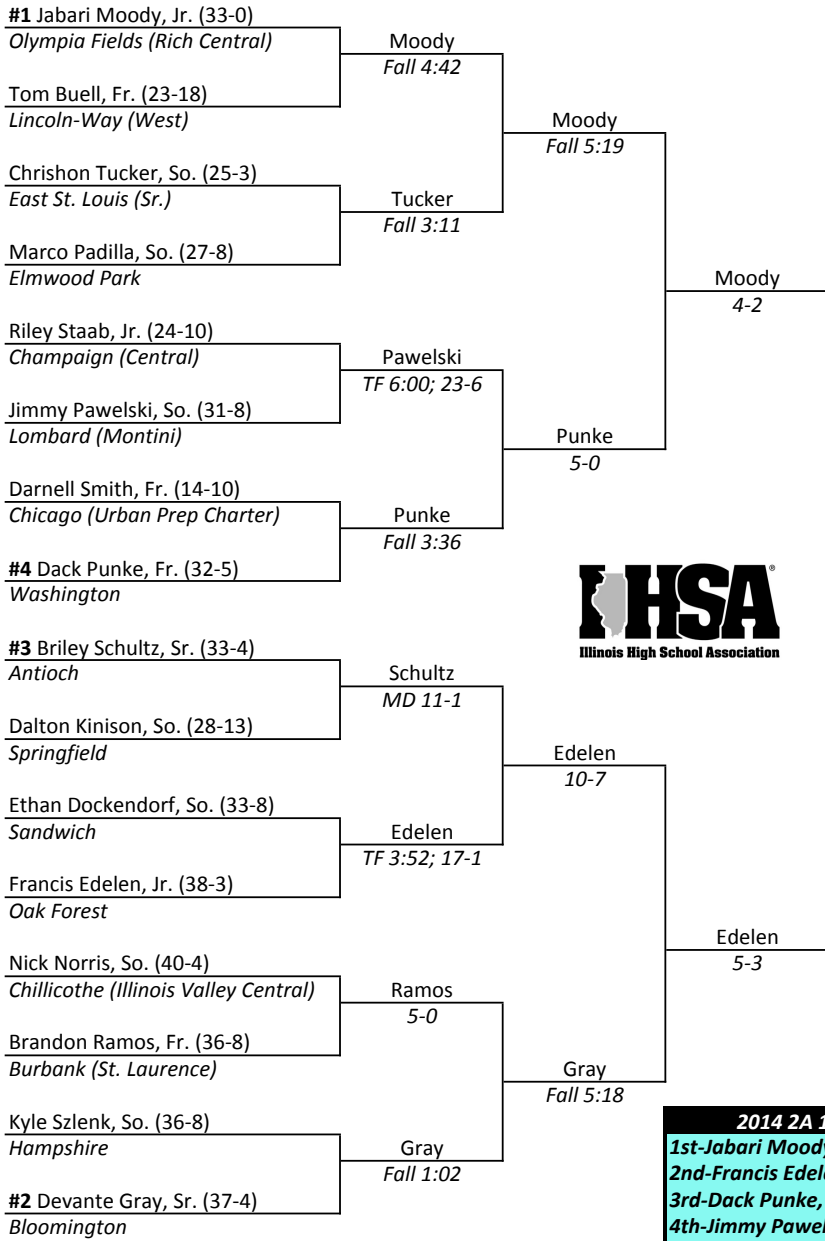 #1 Jabari Moody, Jr. (33-0)
Olympia Fields (Rich Central)
Moody
Fall 4:42
Tom Buell, Fr. (23-18)
Lincoln-Way (West)
Moody
Fall 5:19
Chrishon Tucker, So. (25-3)
East St. Louis (Sr.)
Tucker
Fall 3:11
Marco Padilla, So. (27-8)
Elmwood Park
Moody
4-2
Riley Staab, Jr. (24-10)
Champaign (Central)
Pawelski
TF 6:00; 23-6
Jimmy Pawelski, So. (31-8)
Lombard (Montini)
Punke
5-0
Darnell Smith, Fr. (14-10)
Chicago (Urban Prep Charter)
Punke
Fall 3:36
#4 Dack Punke, Fr. (32-5)
Washington
IHSA
Illinois High School Association
#3 Briley Schultz, Sr. (33-4)
Antioch
Schultz
MD 11-1
Dalton Kinison, So. (28-13)
Springfield
Edelen
10-7
Ethan Dockendorf, So. (33-8)
Sandwich
Edelen
TF 3:52; 17-1
Francis Edelen, Jr. (38-3)
Oak Forest
Edelen
5-3
Nick Norris, So. (40-4)
Chillicothe (Illinois Valley Central)
Ramos
5-0
Brandon Ramos, Fr. (36-8)
Burbank (St. Laurence)
Gray
Fall 5:18
Kyle Szlenk, So. (36-8)
Hampshire
Gray
Fall 1:02
#2 Devante Gray, Sr. (37-4)
Bloomington
2014 2A 1
1st-Jabari Moody
2nd-Francis Edel
3rd-Dack Punke,
4th-Jimmy Pawel